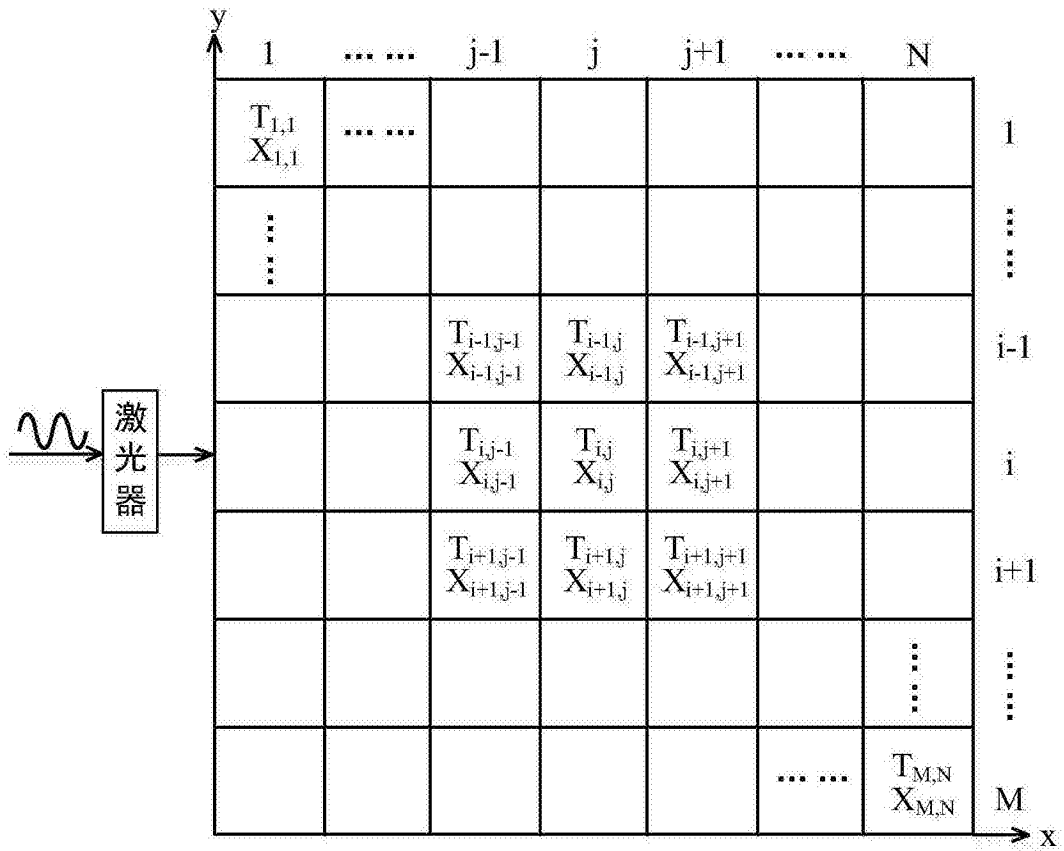 y
1 …… j-1 j j+1 …… N
T1,1 ……
X1,1
1
……
……
Ti-1,j-1 Ti-1,j Ti-1,j+1
Xi-1,j-1 Xi-1,j Xi-1,j+1
i-1
激光器
Ti,j-1 Ti,j Ti,j+1
Xi,j-1 Xi,j Xi,j+1
i
Ti+1,j-1 Ti+1,j Ti+1,j+1
Xi+1,j-1 Xi+1,j Xi+1,j+1
i+1
……
……
…… TM,N
XM,N
M
x